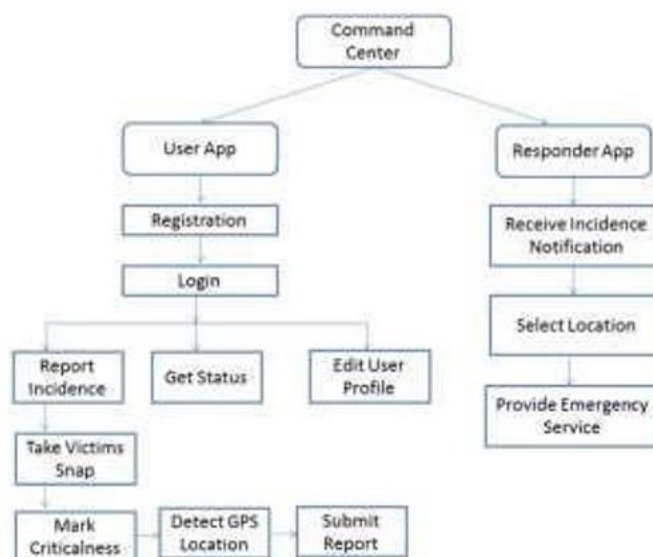 Command
Center
User App
Responder App
Registration
Receive Incidence
Notification
Login
Select Location
Report
Incidence
Get Status
Edit User
Profile
Provide Emergency
Service
Take Victims
Snap
Mark
Criticalness
Detect GPS
Location
Submit
Report